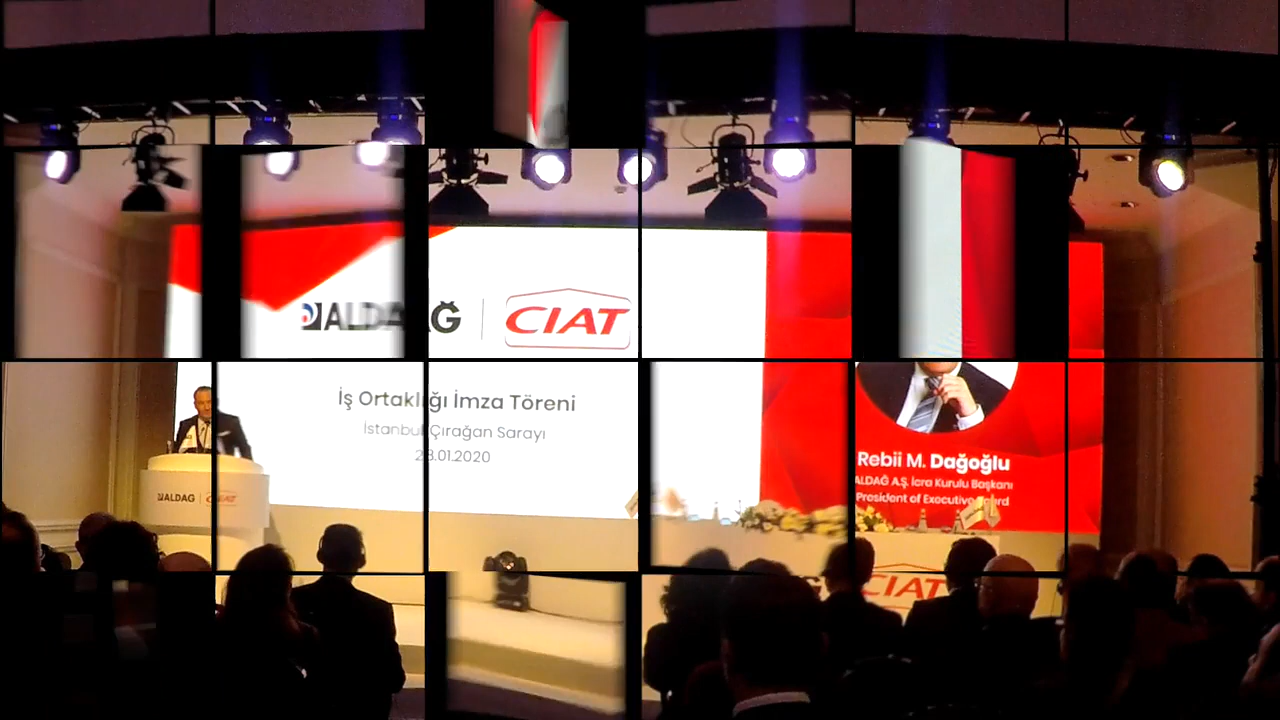 ALDAĞ | CIAT
İş Ortaklığı İmza Töreni
İstanbul Çırağan Sarayı
28.01.2020
Rebii M. Dağoğlu
ALDAĞ A.Ş. İcra Kurulu Başkanı
President of Executive Board
ALDAG | CIAT
CIAT